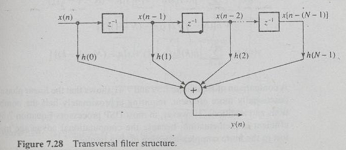 x(n) z⁻¹ x(n − 1) z⁻¹ x(n − 2) z⁻¹ x[n − (N − 1)]
h(0) h(1) h(2) h(N − 1)
+
y(n)
Figure 7.28 Transversal filter structure.